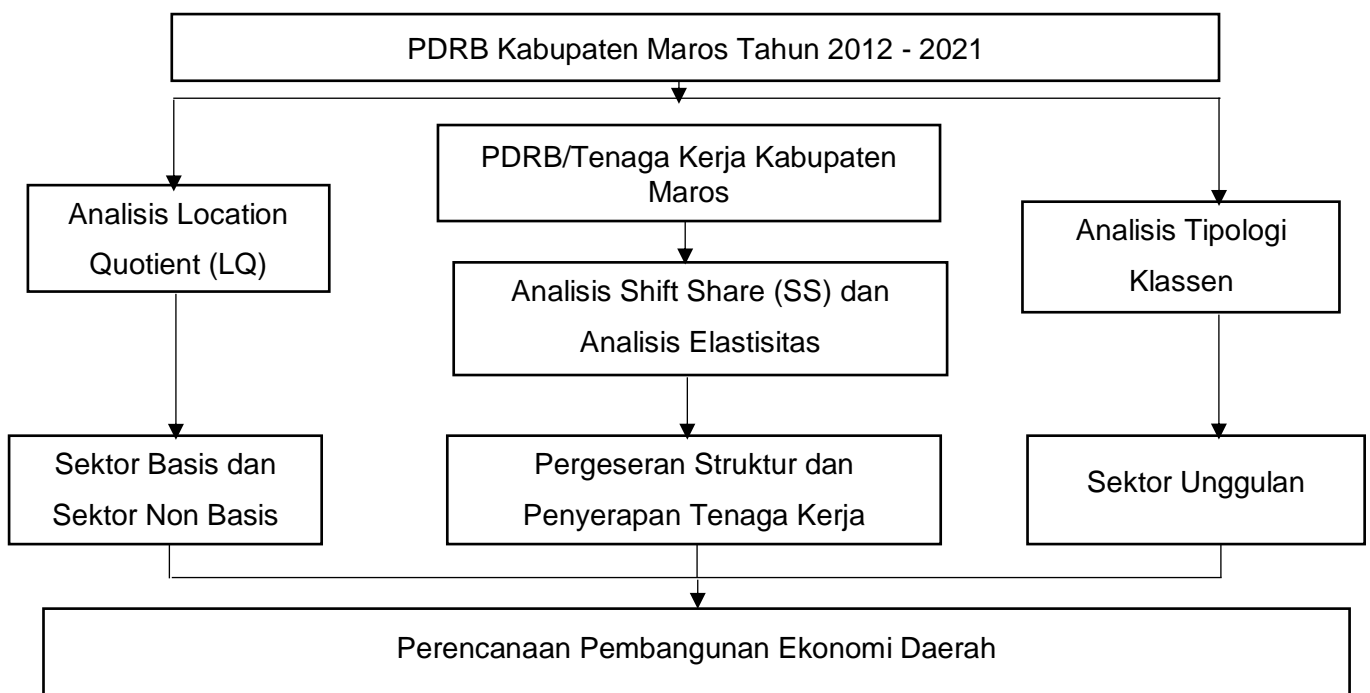 PDRB Kabupaten Maros Tahun 2012 - 2021
PDRB/Tenaga Kerja Kabupaten
Maros
Analisis Location
Quotient (LQ)
Analisis Tipologi
Klassen
Analisis Shift Share (SS) dan
Analisis Elastisitas
Sektor Basis dan
Sektor Non Basis
Pergeseran Struktur dan
Penyerapan Tenaga Kerja
Sektor Unggulan
Perencanaan Pembangunan Ekonomi Daerah